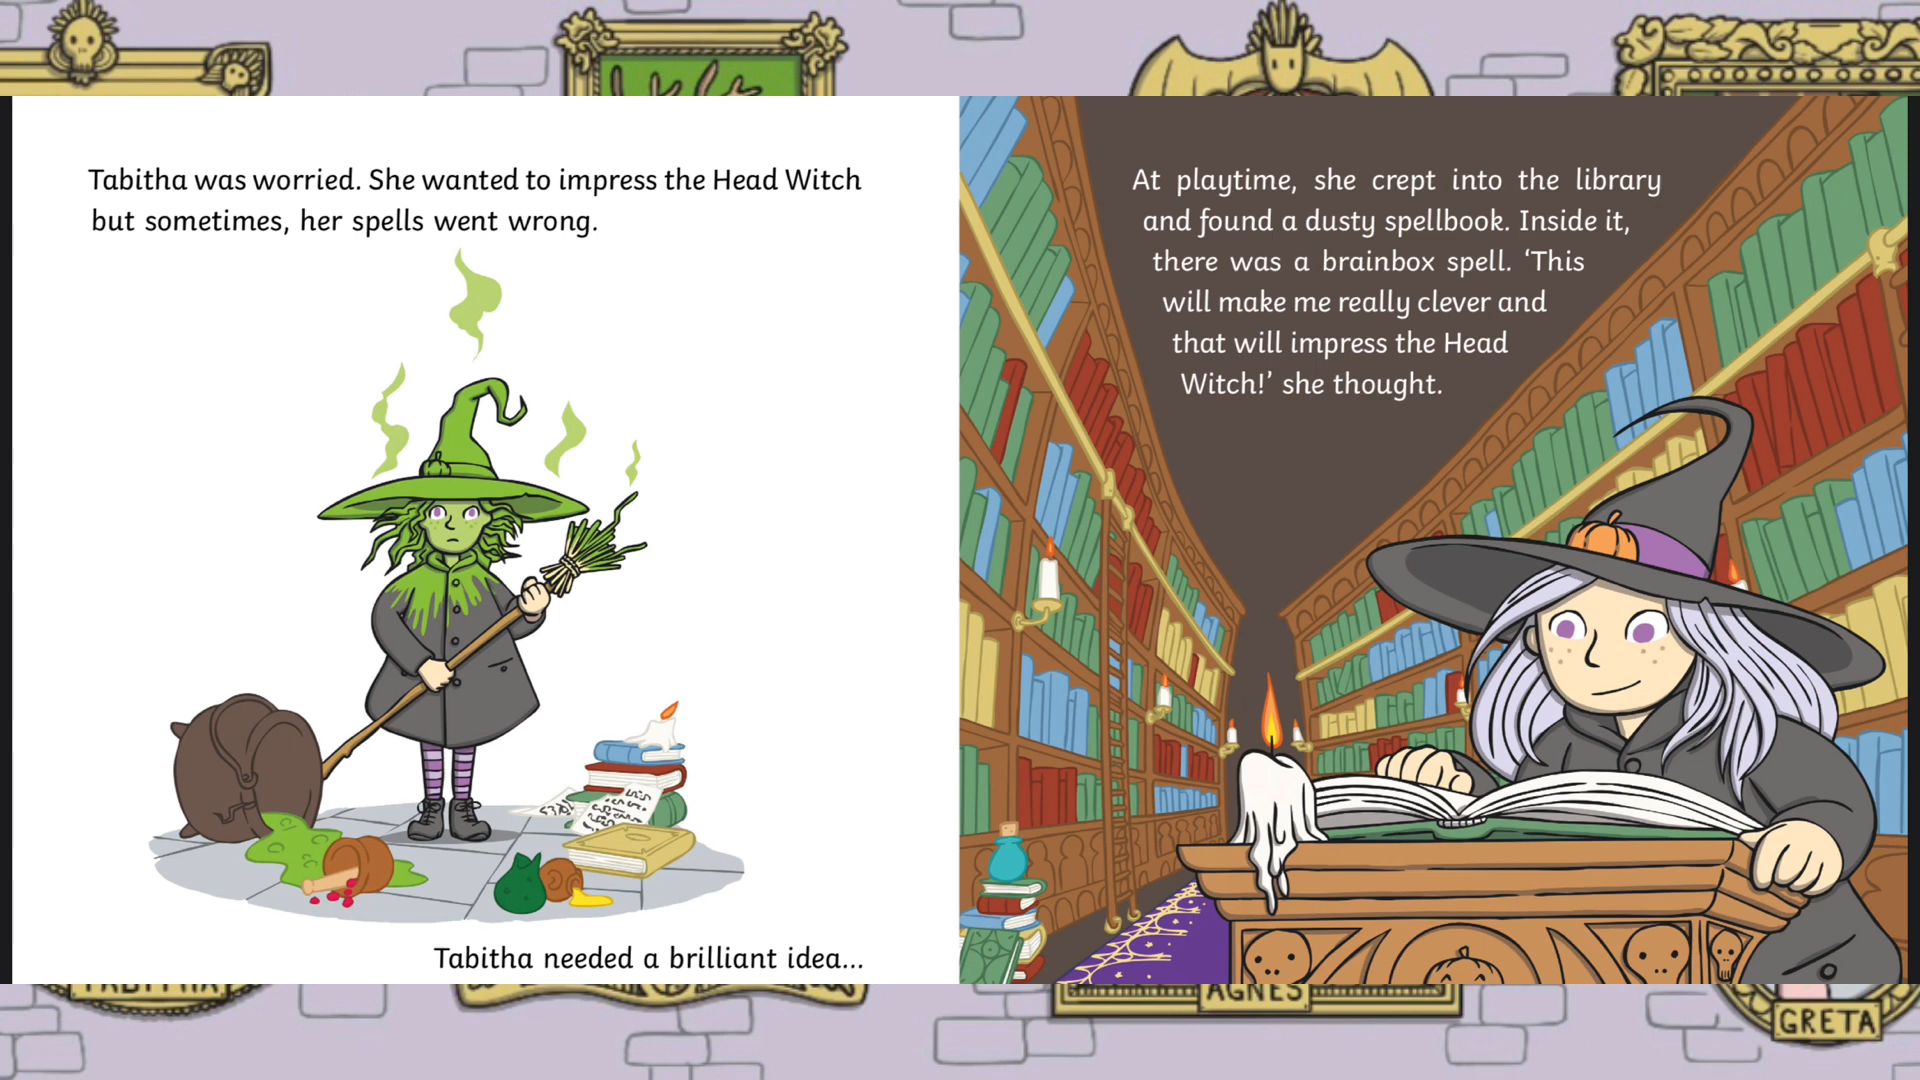 Tabitha was worried. She wanted to impress the Head Witch
but sometimes, her spells went wrong.
Tabitha needed a brilliant idea...
At playtime, she crept into the library
and found a dusty spellbook. Inside it,
there was a brainbox spell. ‘This
will make me really clever and
that will impress the Head
Witch!’ she thought.
TABITHA
AGNES
GRETA